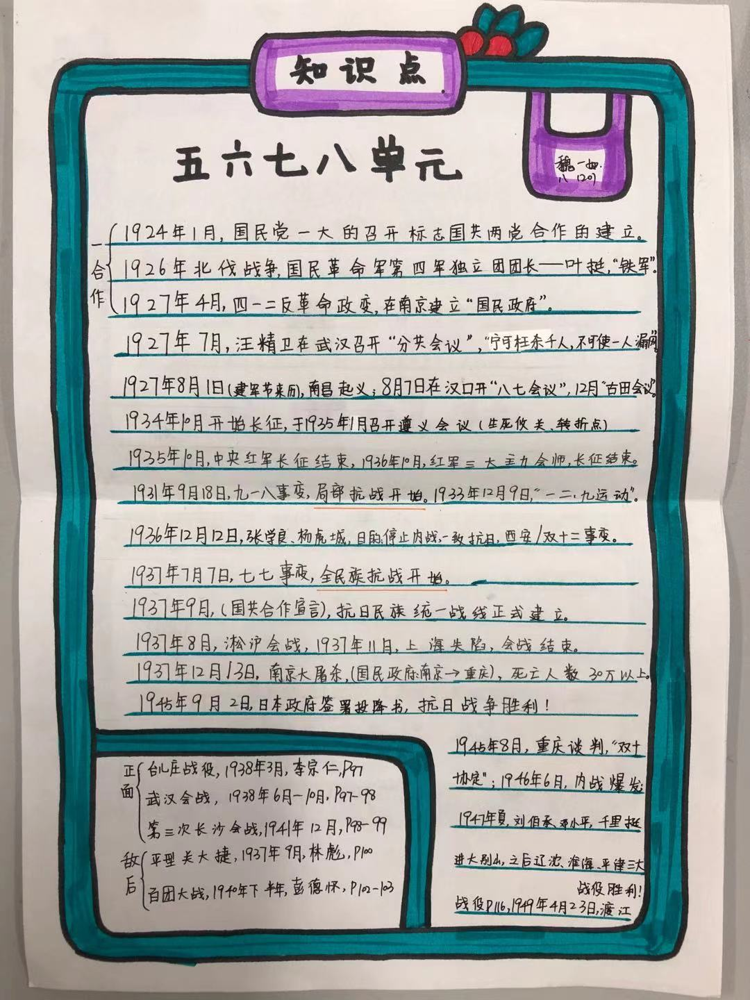 知识点
五六七八单元
魏一如
八(20)
一合作
1924年1月,国民党一大的召开标志国共两党合作的建立。
1926年北伐战争,国民革命军第四军独立团团长——叶挺,“铁军”。
1927年4月,四一二反革命政变,在南京建立“国民政府”。
1927年7月,汪精卫在武汉召开“分共会议”,“宁可枉杀千人,不可使一人漏网”。
1927年8月1日(建军节来历),南昌起义;8月7日在汉口开“八七会议”,12月“古田会议”。
1934年10月开始长征,于1935年1月召开遵义会议(生死攸关、转折点)
1935年10月,中央红军长征结束,1936年10月,红军三大主力会师,长征结束。
1931年9月18日,九一八事变,局部抗战开始。1933年12月9日,“一二·九运动”。
1936年12月12日,张学良、杨虎城,目的:停止内战,一致抗日,西安/双十二事变。
1937年7月7日,七七事变,全民族抗战开始。
1937年9月,(国共合作宣言),抗日民族统一战线正式建立。
1937年8月,淞沪会战,1937年11月,上海失陷,会战结束。
1937年12月13日,南京大屠杀,(国民政府:南京→重庆),死亡人数30万以上。
1945年9月2日,日本政府签署投降书,抗日战争胜利!
正面
台儿庄战役,1938年3月,李宗仁,P97
武汉会战,1938年6月-10月,P97-98
第三次长沙会战,1941年12月,P98-99
敌后
平型关大捷,1937年9月,林彪,P100
百团大战,1940年下半年,彭德怀,P102-103
1945年8月,重庆谈判,“双十
协定”;1946年6月,内战爆发;
1947年夏,刘伯承、邓小平,千里挺
进大别山,之后辽沈、淮海、平津三大
战役胜利!
战役P116,1949年4月23日,渡江